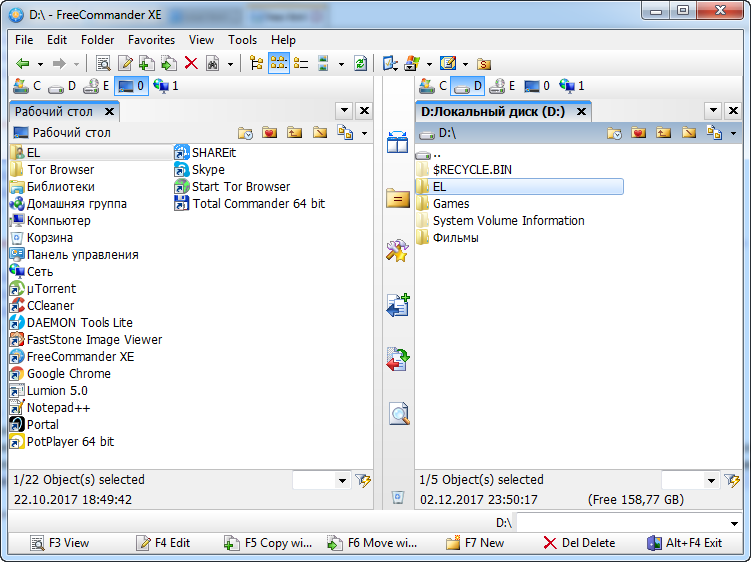 D:\ - FreeCommander XE
File Edit Folder Favorites View Tools Help
C D E 0 1
C D E 0 1
Рабочий стол
D:Локальный диск (D:)
Рабочий стол
D:\
EL
Tor Browser
Библиотеки
Домашняя группа
Компьютер
Корзина
Панель управления
Сеть
µTorrent
CCleaner
DAEMON Tools Lite
FastStone Image Viewer
FreeCommander XE
Google Chrome
Lumion 5.0
Notepad++
Portal
PotPlayer 64 bit
SHAREit
Skype
Start Tor Browser
Total Commander 64 bit
..
$RECYCLE.BIN
EL
Games
System Volume Information
Фильмы
1/22 Object(s) selected
22.10.2017 18:49:42
1/5 Object(s) selected
02.12.2017 23:50:17 (Free 158,77 GB)
D:\
F3 View F4 Edit F5 Copy wi... F6 Move wi... F7 New Del Delete Alt+F4 Exit